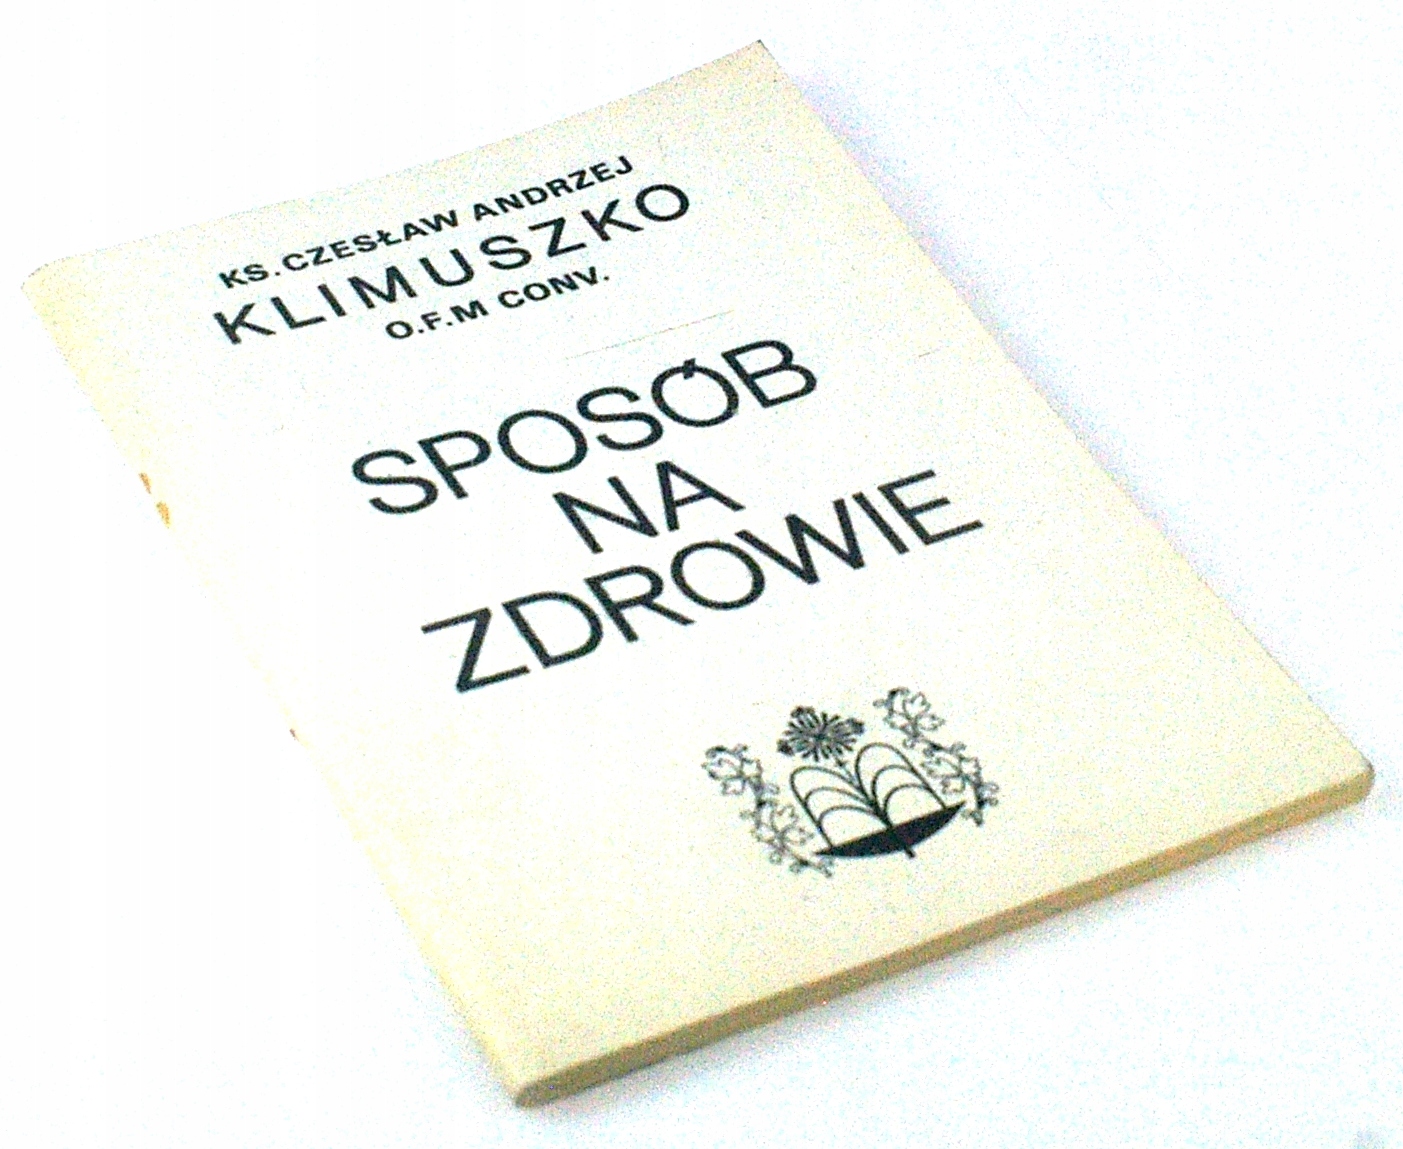 KS. CZESŁAW ANDRZEJ
KLIMUSZKO
O.F.M CONV.
SPOSÓB
NA
ZDROWIE